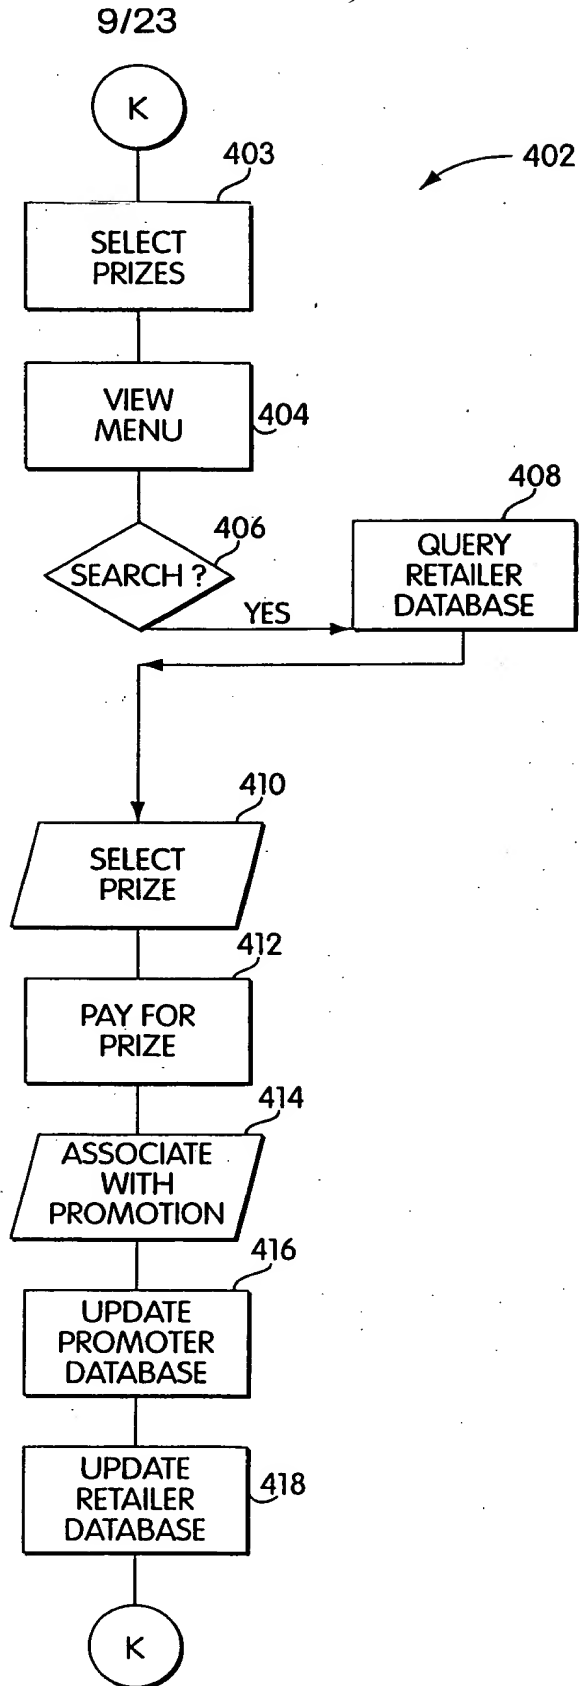 9/23
K
403
402
SELECT
PRIZES
VIEW
MENU
404
406
SEARCH ?
YES
408
QUERY
RETAILER
DATABASE
410
SELECT
PRIZE
412
PAY FOR
PRIZE
414
ASSOCIATE
WITH
PROMOTION
416
UPDATE
PROMOTER
DATABASE
UPDATE
RETAILER
DATABASE
418
K